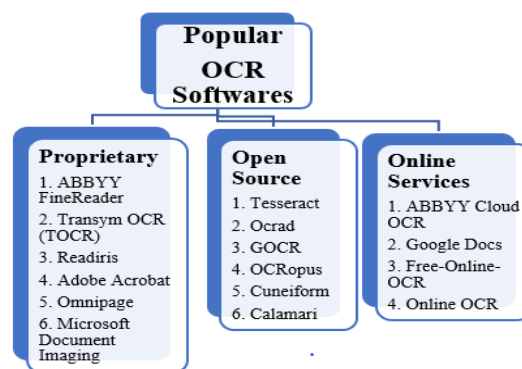 Popular
OCR
Softwares
Proprietary
1. ABBYY
FineReader
2. Transym OCR
(TOCR)
3. Readiris
4. Adobe Acrobat
5. Omnipage
6. Microsoft
Document
Imaging
Open
Source
1. Tesseract
2. Ocrad
3. GOCR
4. OCRopus
5. Cuneiform
6. Calamari
Online
Services
1. ABBYY Cloud
OCR
2. Google Docs
3. Free-Online-
OCR
4. Online OCR